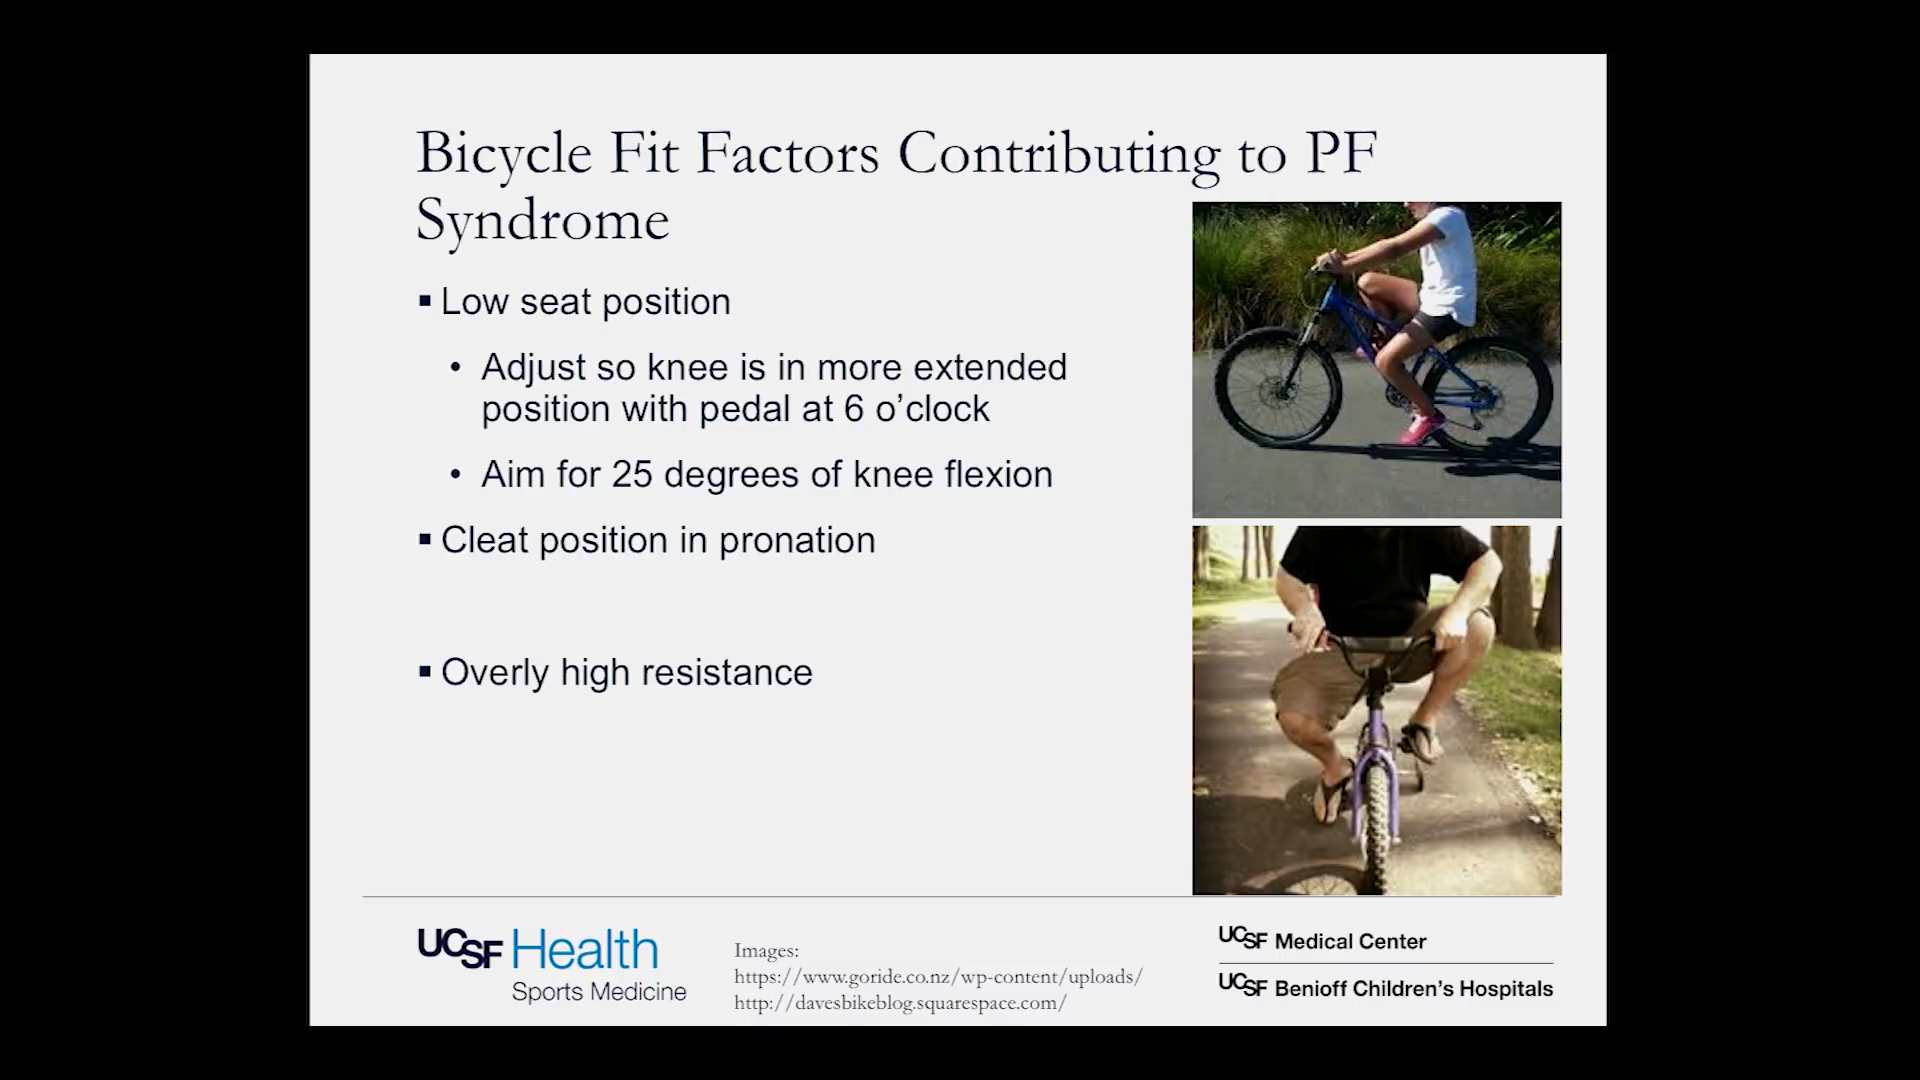 Bicycle Fit Factors Contributing to PF
Syndrome
▪ Low seat position
• Adjust so knee is in more extended
position with pedal at 6 o’clock
• Aim for 25 degrees of knee flexion
▪ Cleat position in pronation
▪ Overly high resistance
UCSF Health
Sports Medicine
Images:
https://www.goride.co.nz/wp-content/uploads/
http://davesbikeblog.squarespace.com/
UCSF Medical Center
UCSF Benioff Children’s Hospitals